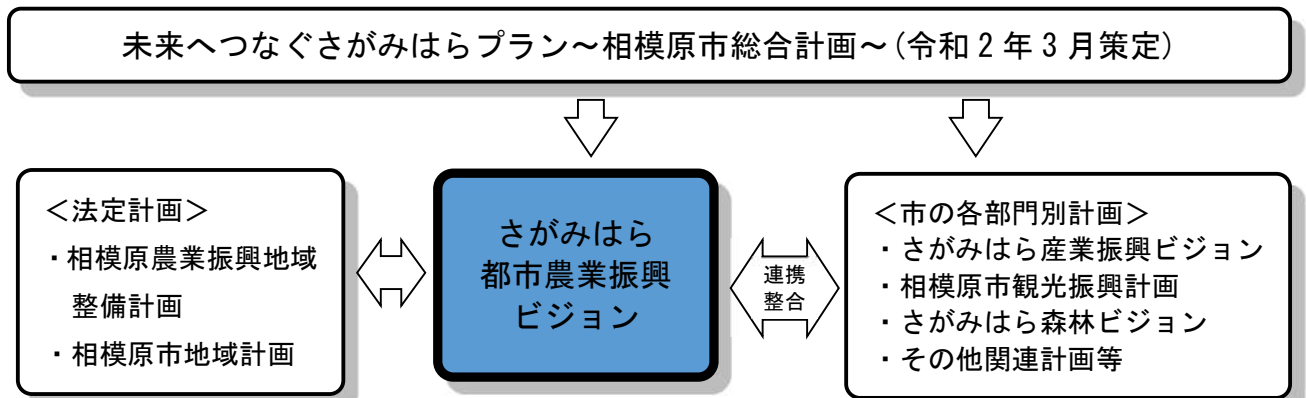 未来へつなぐさがみはらプラン～相模原市総合計画～(令和２年３月策定)
＜法定計画＞
・相模原農業振興地域
整備計画
・相模原市地域計画
さがみはら
都市農業振興
ビジョン
連携
整合
＜市の各部門別計画＞
・さがみはら産業振興ビジョン
・相模原市観光振興計画
・さがみはら森林ビジョン
・その他関連計画等